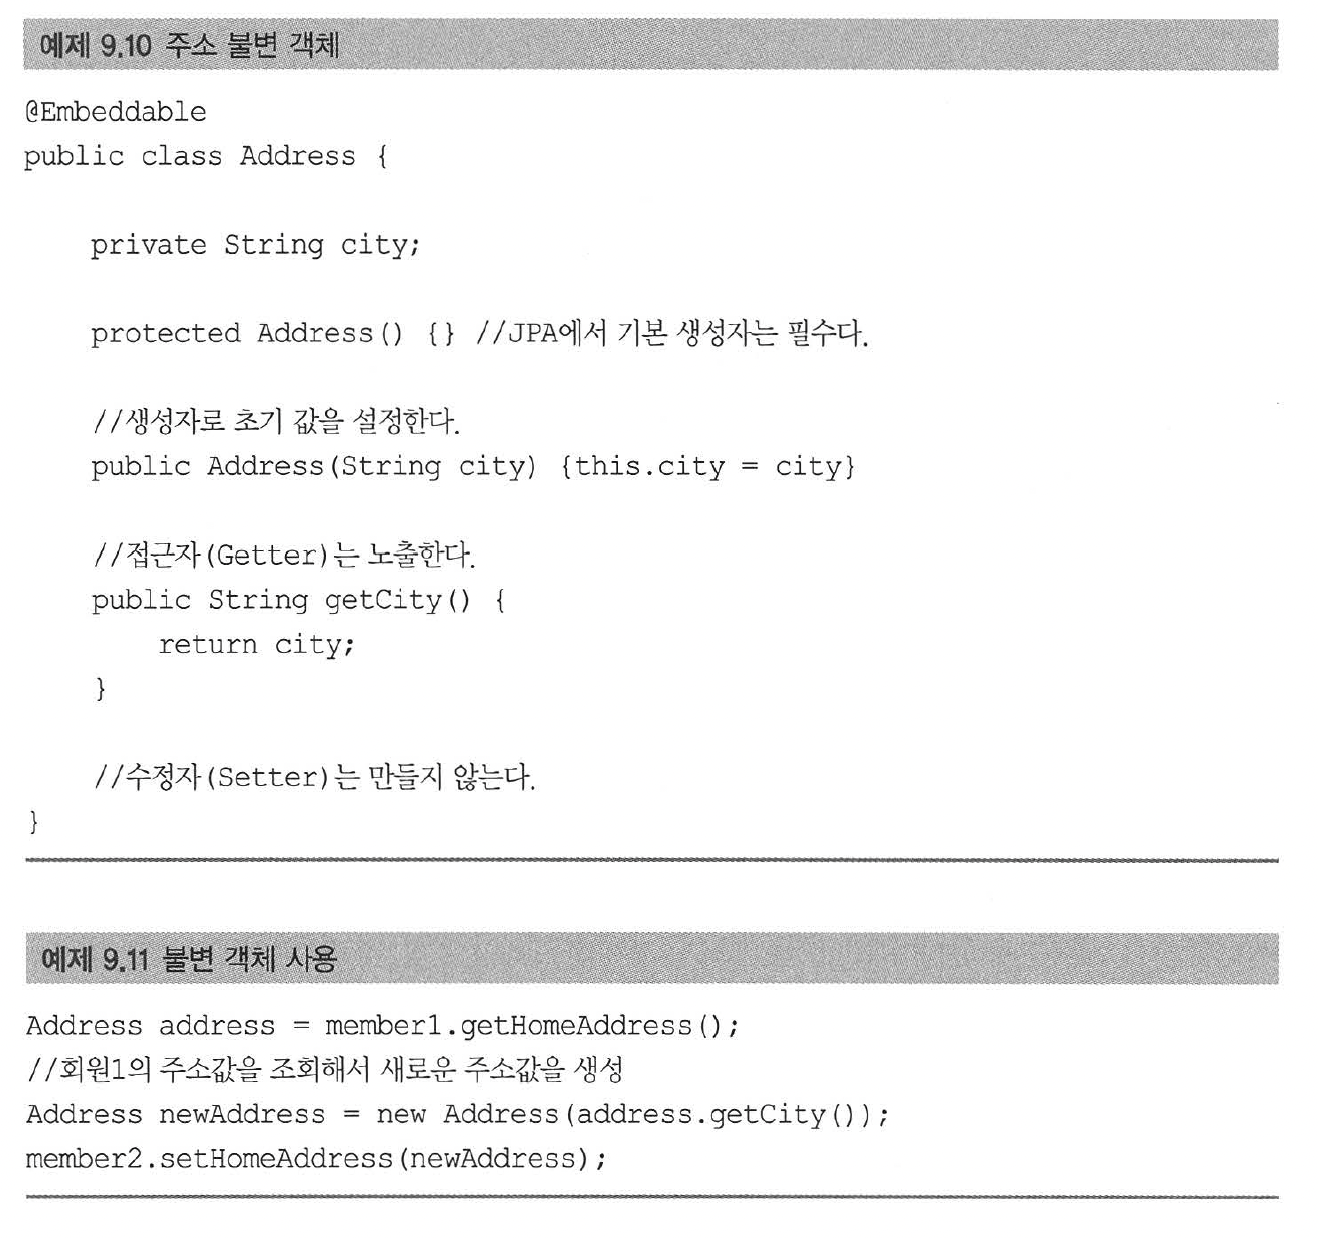 예제 9.10 주소 불변 객체
@Embeddable
public class Address {
private String city;
protected Address() {} //JPA에서 기본 생성자는 필수다.
//생성자로 초기 값을 설정한다.
public Address(String city) {this.city = city}
//접근자(Getter)는 노출한다.
public String getCity() {
return city;
}
//수정자(Setter)는 만들지 않는다.
}
예제 9.11 불변 객체 사용
Address address = member1.getHomeAddress();
//회원1의 주소값을 조회해서 새로운 주소값을 생성
Address newAddress = new Address(address.getCity());
member2.setHomeAddress(newAddress);